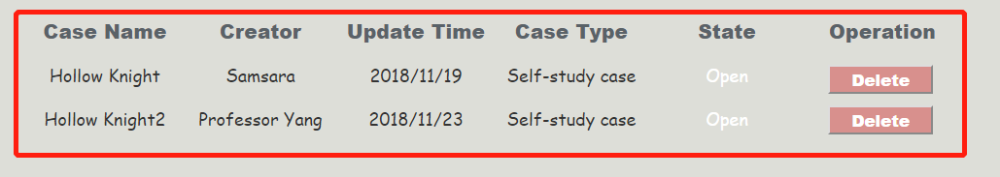 Case Name Creator Update Time Case Type State Operation
Hollow Knight Samsara 2018/11/19 Self-study case Open Delete
Hollow Knight2 Professor Yang 2018/11/23 Self-study case Open Delete